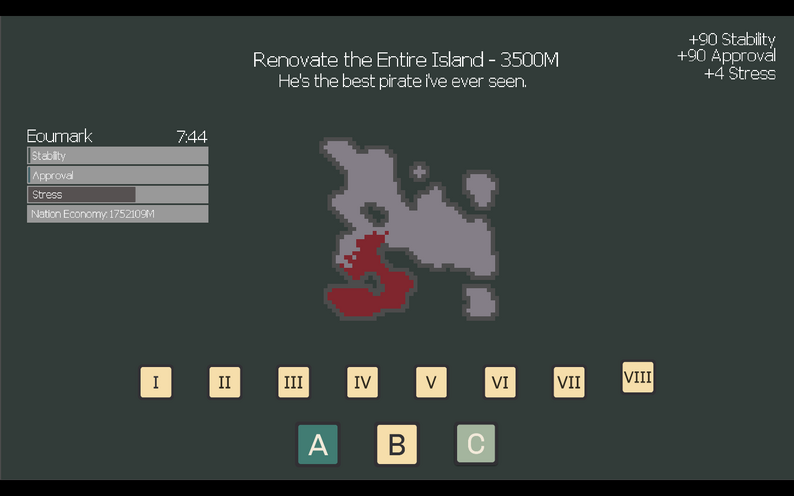 Renovate the Entire Island - 3500M
He's the best pirate i've ever seen.
+90 Stability
+90 Approval
+4 Stress
Eoumark 7:44
Stability
Approval
Stress
Nation Economy: 1752109M
I II III IV V VI VII VIII
A B C